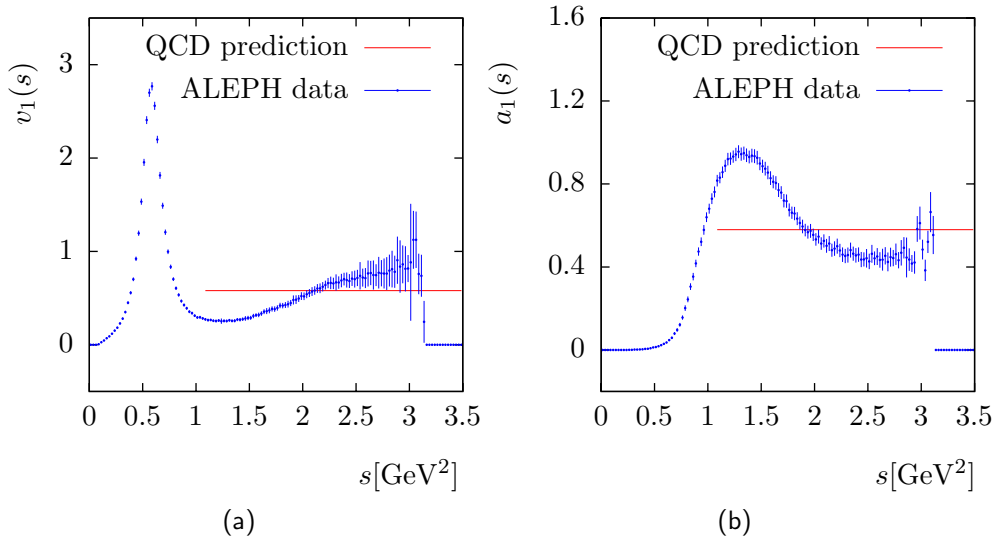 QCD prediction
ALEPH data
v₁(s)
3
2
1
0
0 0.5 1 1.5 2 2.5 3 3.5
s[GeV²]
(a)
QCD prediction
ALEPH data
a₁(s)
1.6
1.2
0.8
0.4
0
0 0.5 1 1.5 2 2.5 3 3.5
s[GeV²]
(b)